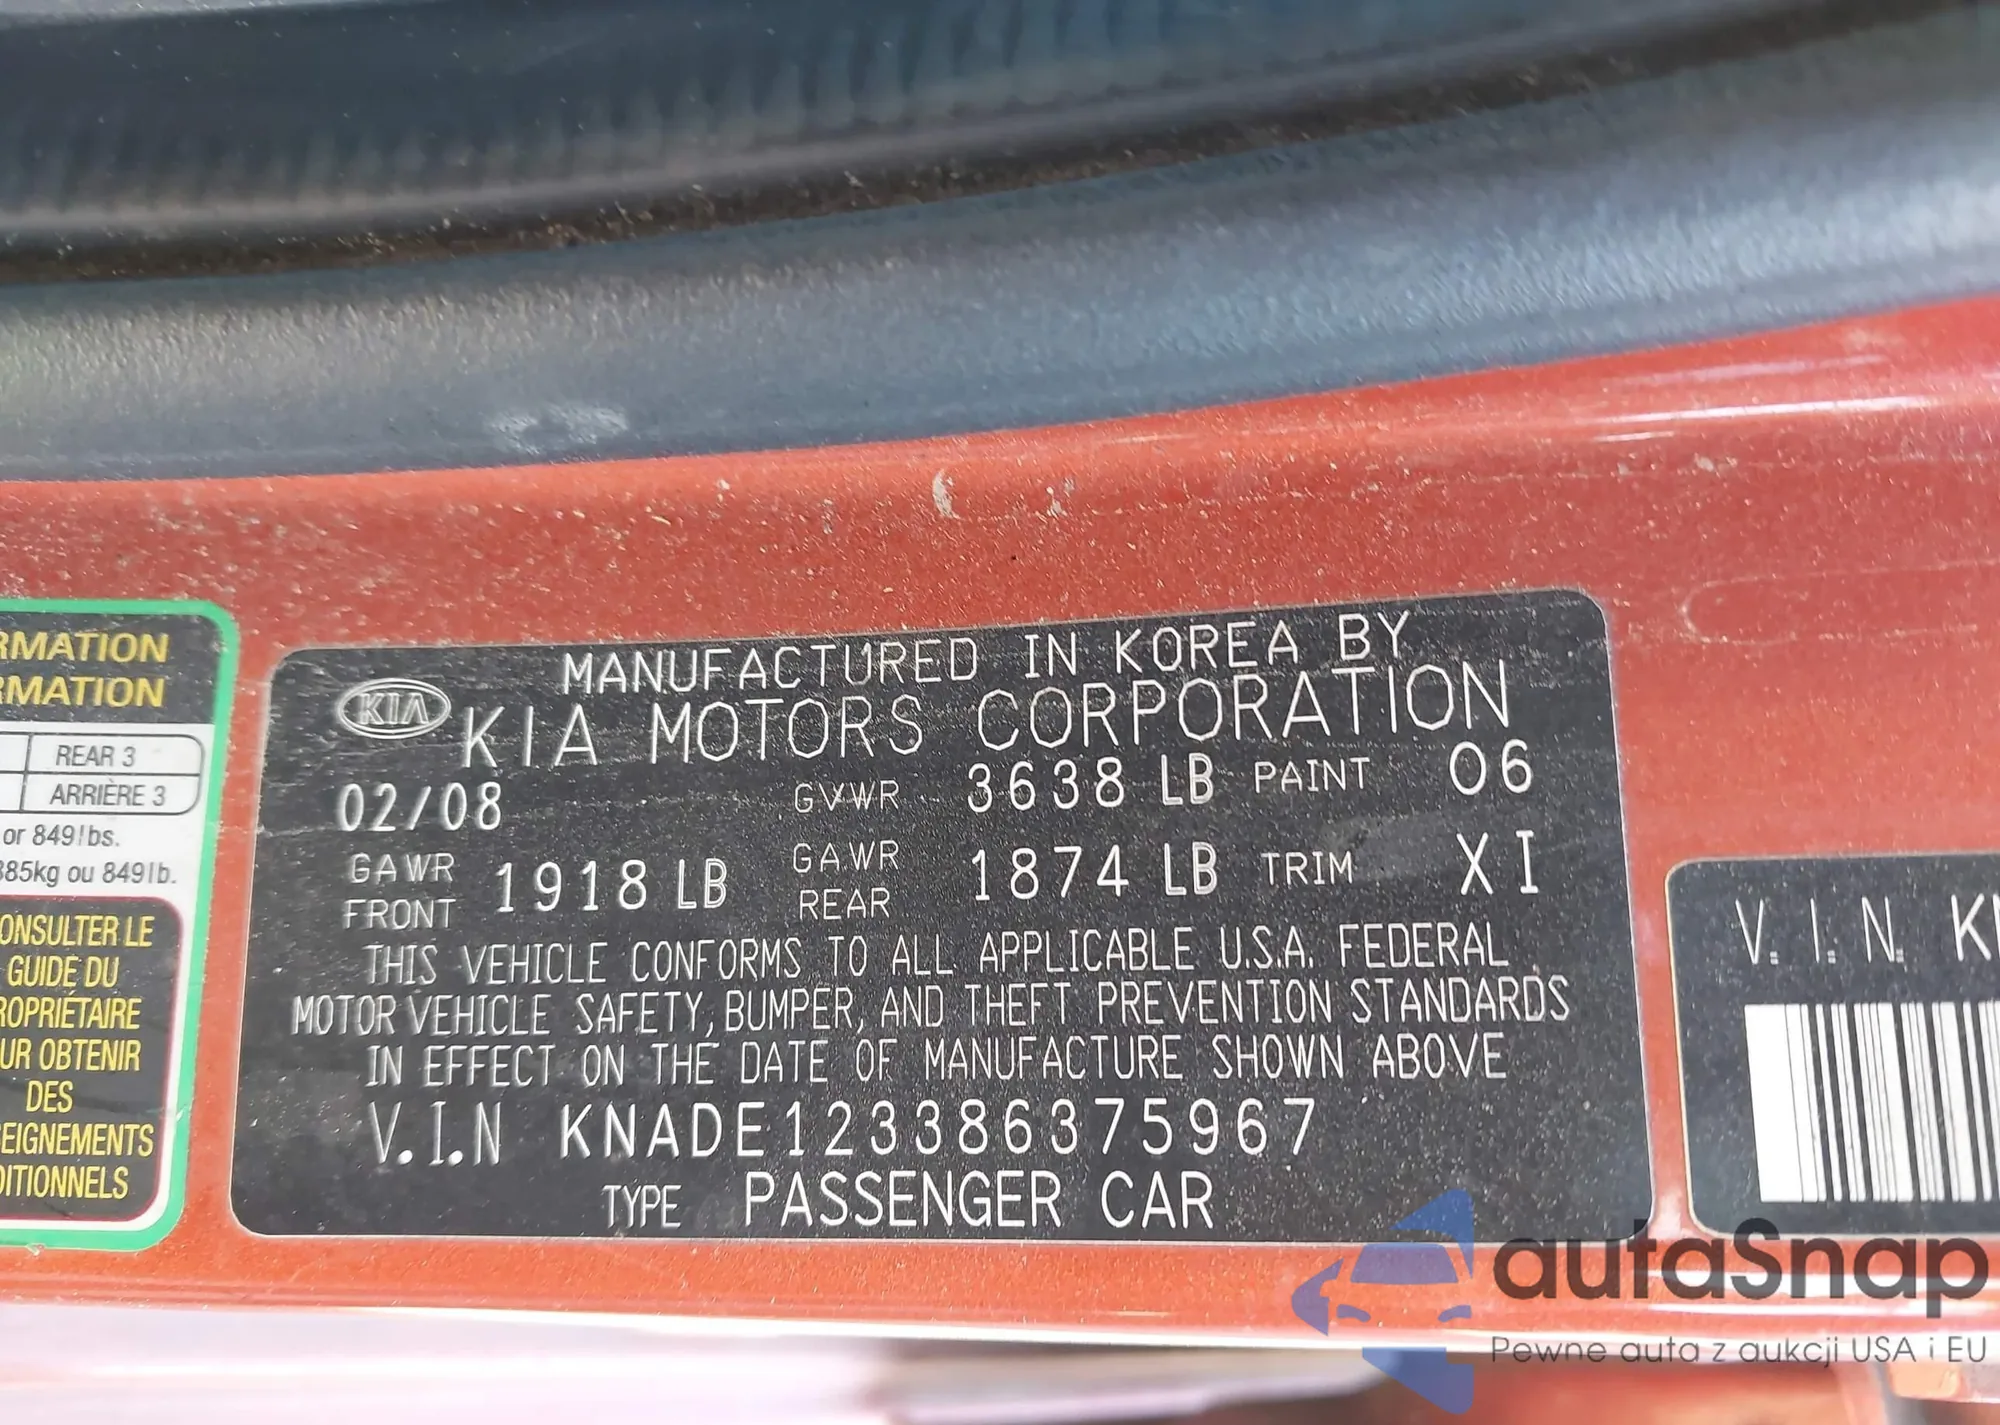 RMATION
RMATION
REAR 3
ARRIÈRE 3
or 849lbs.
385kg ou 849lb.
ONSULTER LE
GUIDE DU
ROPRIÉTAIRE
UR OBTENIR
DES
EIGNEMENTS
DITIONNELS
MANUFACTURED IN KOREA BY
KIA KIA MOTORS CORPORATION
02/08 GVWR 3638 LB PAINT 06
GAWR FRONT 1918 LB GAWR REAR 1874 LB TRIM XI
THIS VEHICLE CONFORMS TO ALL APPLICABLE U.S.A. FEDERAL
MOTOR VEHICLE SAFETY, BUMPER, AND THEFT PREVENTION STANDARDS
IN EFFECT ON THE DATE OF MANUFACTURE SHOWN ABOVE
V.I.N KNADE123386375967
TYPE PASSENGER CAR
V.I.N. KN
autaSnap
Pewne auta z aukcji USA i EU